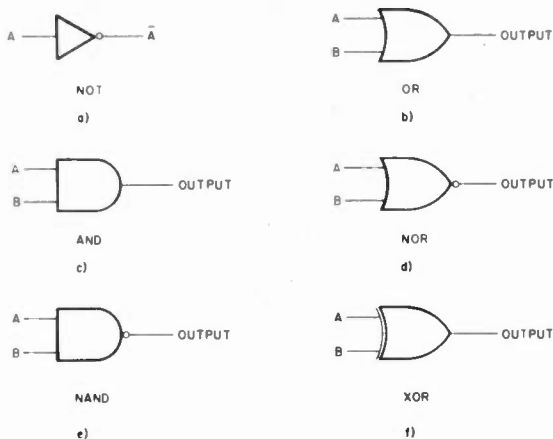 A Ā
NOT
a)
A
B OUTPUT
OR
b)
A
B OUTPUT
AND
c)
A
B OUTPUT
NOR
d)
A
B OUTPUT
NAND
e)
A
B OUTPUT
XOR
f)